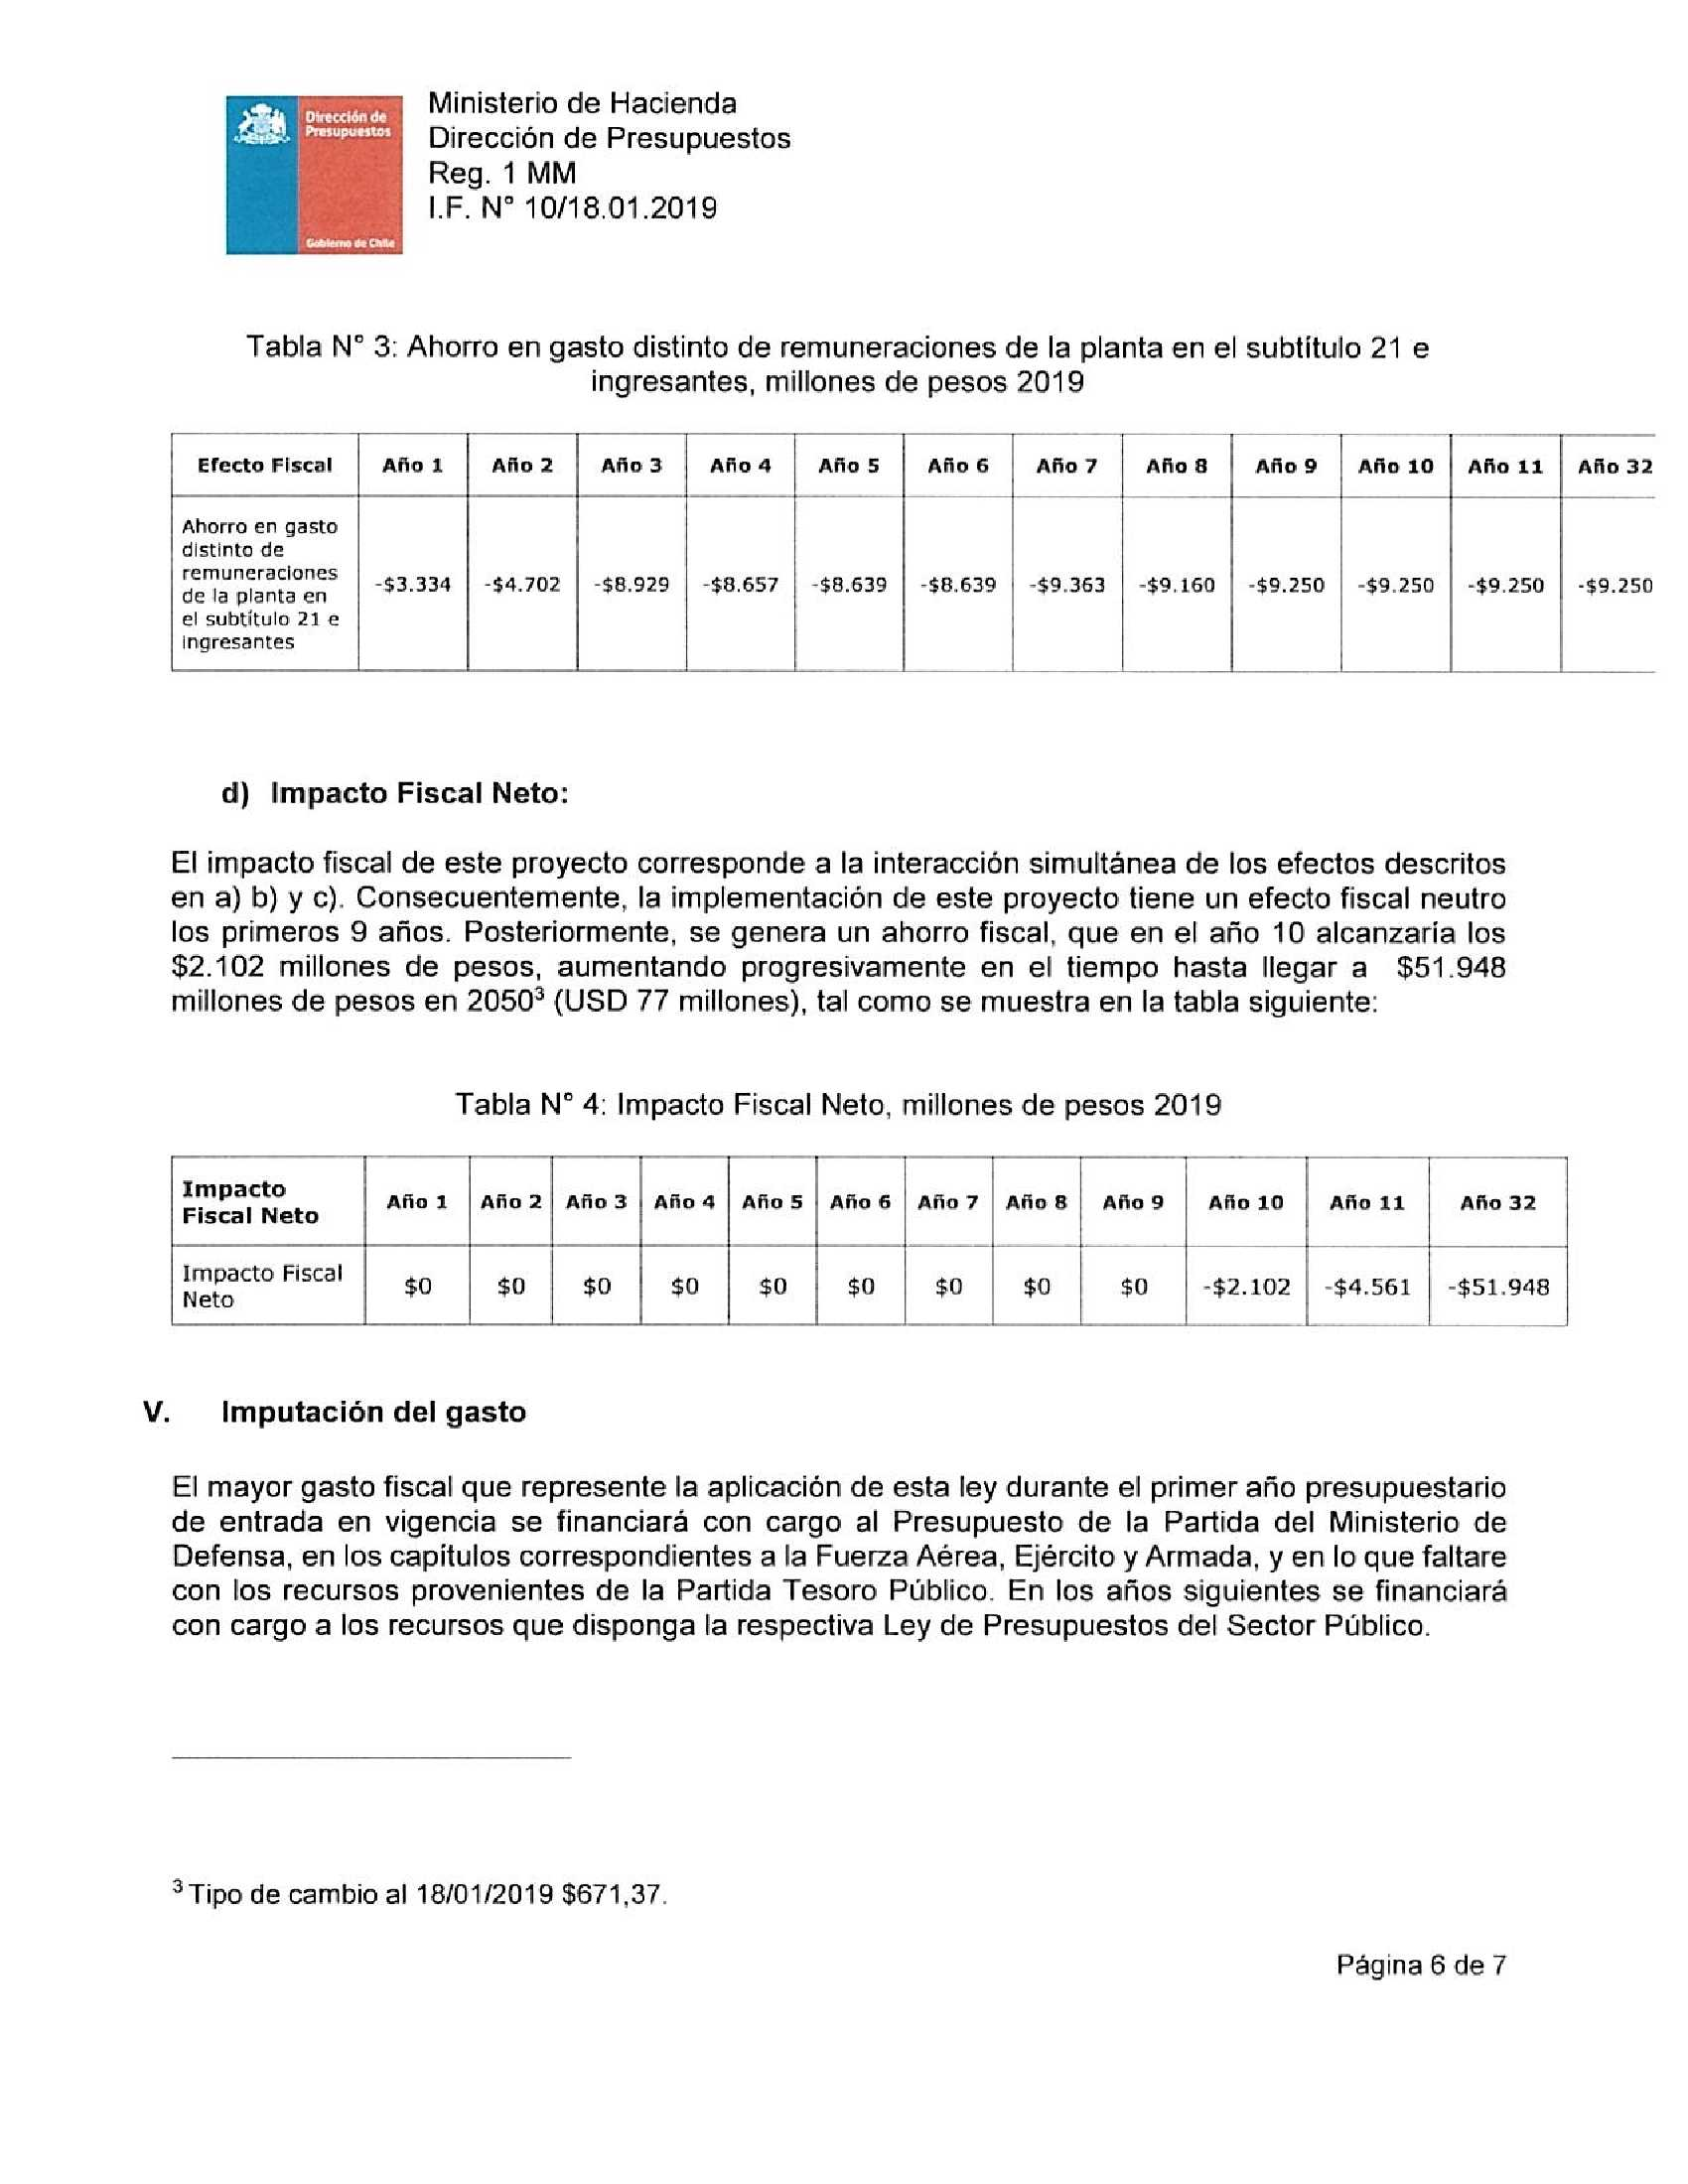 Dirección de
Presupuestos
Gobierno de Chile
Ministerio de Hacienda
Dirección de Presupuestos
Reg. 1 MM
I.F. N° 10/18.01.2019
Tabla N° 3: Ahorro en gasto distinto de remuneraciones de la planta en el subtítulo 21 e
ingresantes, millones de pesos 2019
Efecto Fiscal Año 1 Año 2 Año 3 Año 4 Año 5 Año 6 Año 7 Año 8 Año 9 Año 10 Año 11 Año 32
Ahorro en gasto
distinto de
remuneraciones
de la planta en
el subtítulo 21 e
ingresantes
-$3.334 -$4.702 -$8.929 -$8.657 -$8.639 -$8.639 -$9.363 -$9.160 -$9.250 -$9.250 -$9.250 -$9.250
d) Impacto Fiscal Neto:
El impacto fiscal de este proyecto corresponde a la interacción simultánea de los efectos descritos
en a) b) y c). Consecuentemente, la implementación de este proyecto tiene un efecto fiscal neutro
los primeros 9 años. Posteriormente, se genera un ahorro fiscal, que en el año 10 alcanzaría los
$2.102 millones de pesos, aumentando progresivamente en el tiempo hasta llegar a $51.948
millones de pesos en 2050³ (USD 77 millones), tal como se muestra en la tabla siguiente:
Tabla N° 4: Impacto Fiscal Neto, millones de pesos 2019
Impacto
Fiscal Neto
Año 1 Año 2 Año 3 Año 4 Año 5 Año 6 Año 7 Año 8 Año 9 Año 10 Año 11 Año 32
Impacto Fiscal
Neto
$0 $0 $0 $0 $0 $0 $0 $0 $0 -$2.102 -$4.561 -$51.948
V. Imputación del gasto
El mayor gasto fiscal que represente la aplicación de esta ley durante el primer año presupuestario
de entrada en vigencia se financiará con cargo al Presupuesto de la Partida del Ministerio de
Defensa, en los capítulos correspondientes a la Fuerza Aérea, Ejército y Armada, y en lo que faltare
con los recursos provenientes de la Partida Tesoro Público. En los años siguientes se financiará
con cargo a los recursos que disponga la respectiva Ley de Presupuestos del Sector Público.
³ Tipo de cambio al 18/01/2019 $671,37.
Página 6 de 7